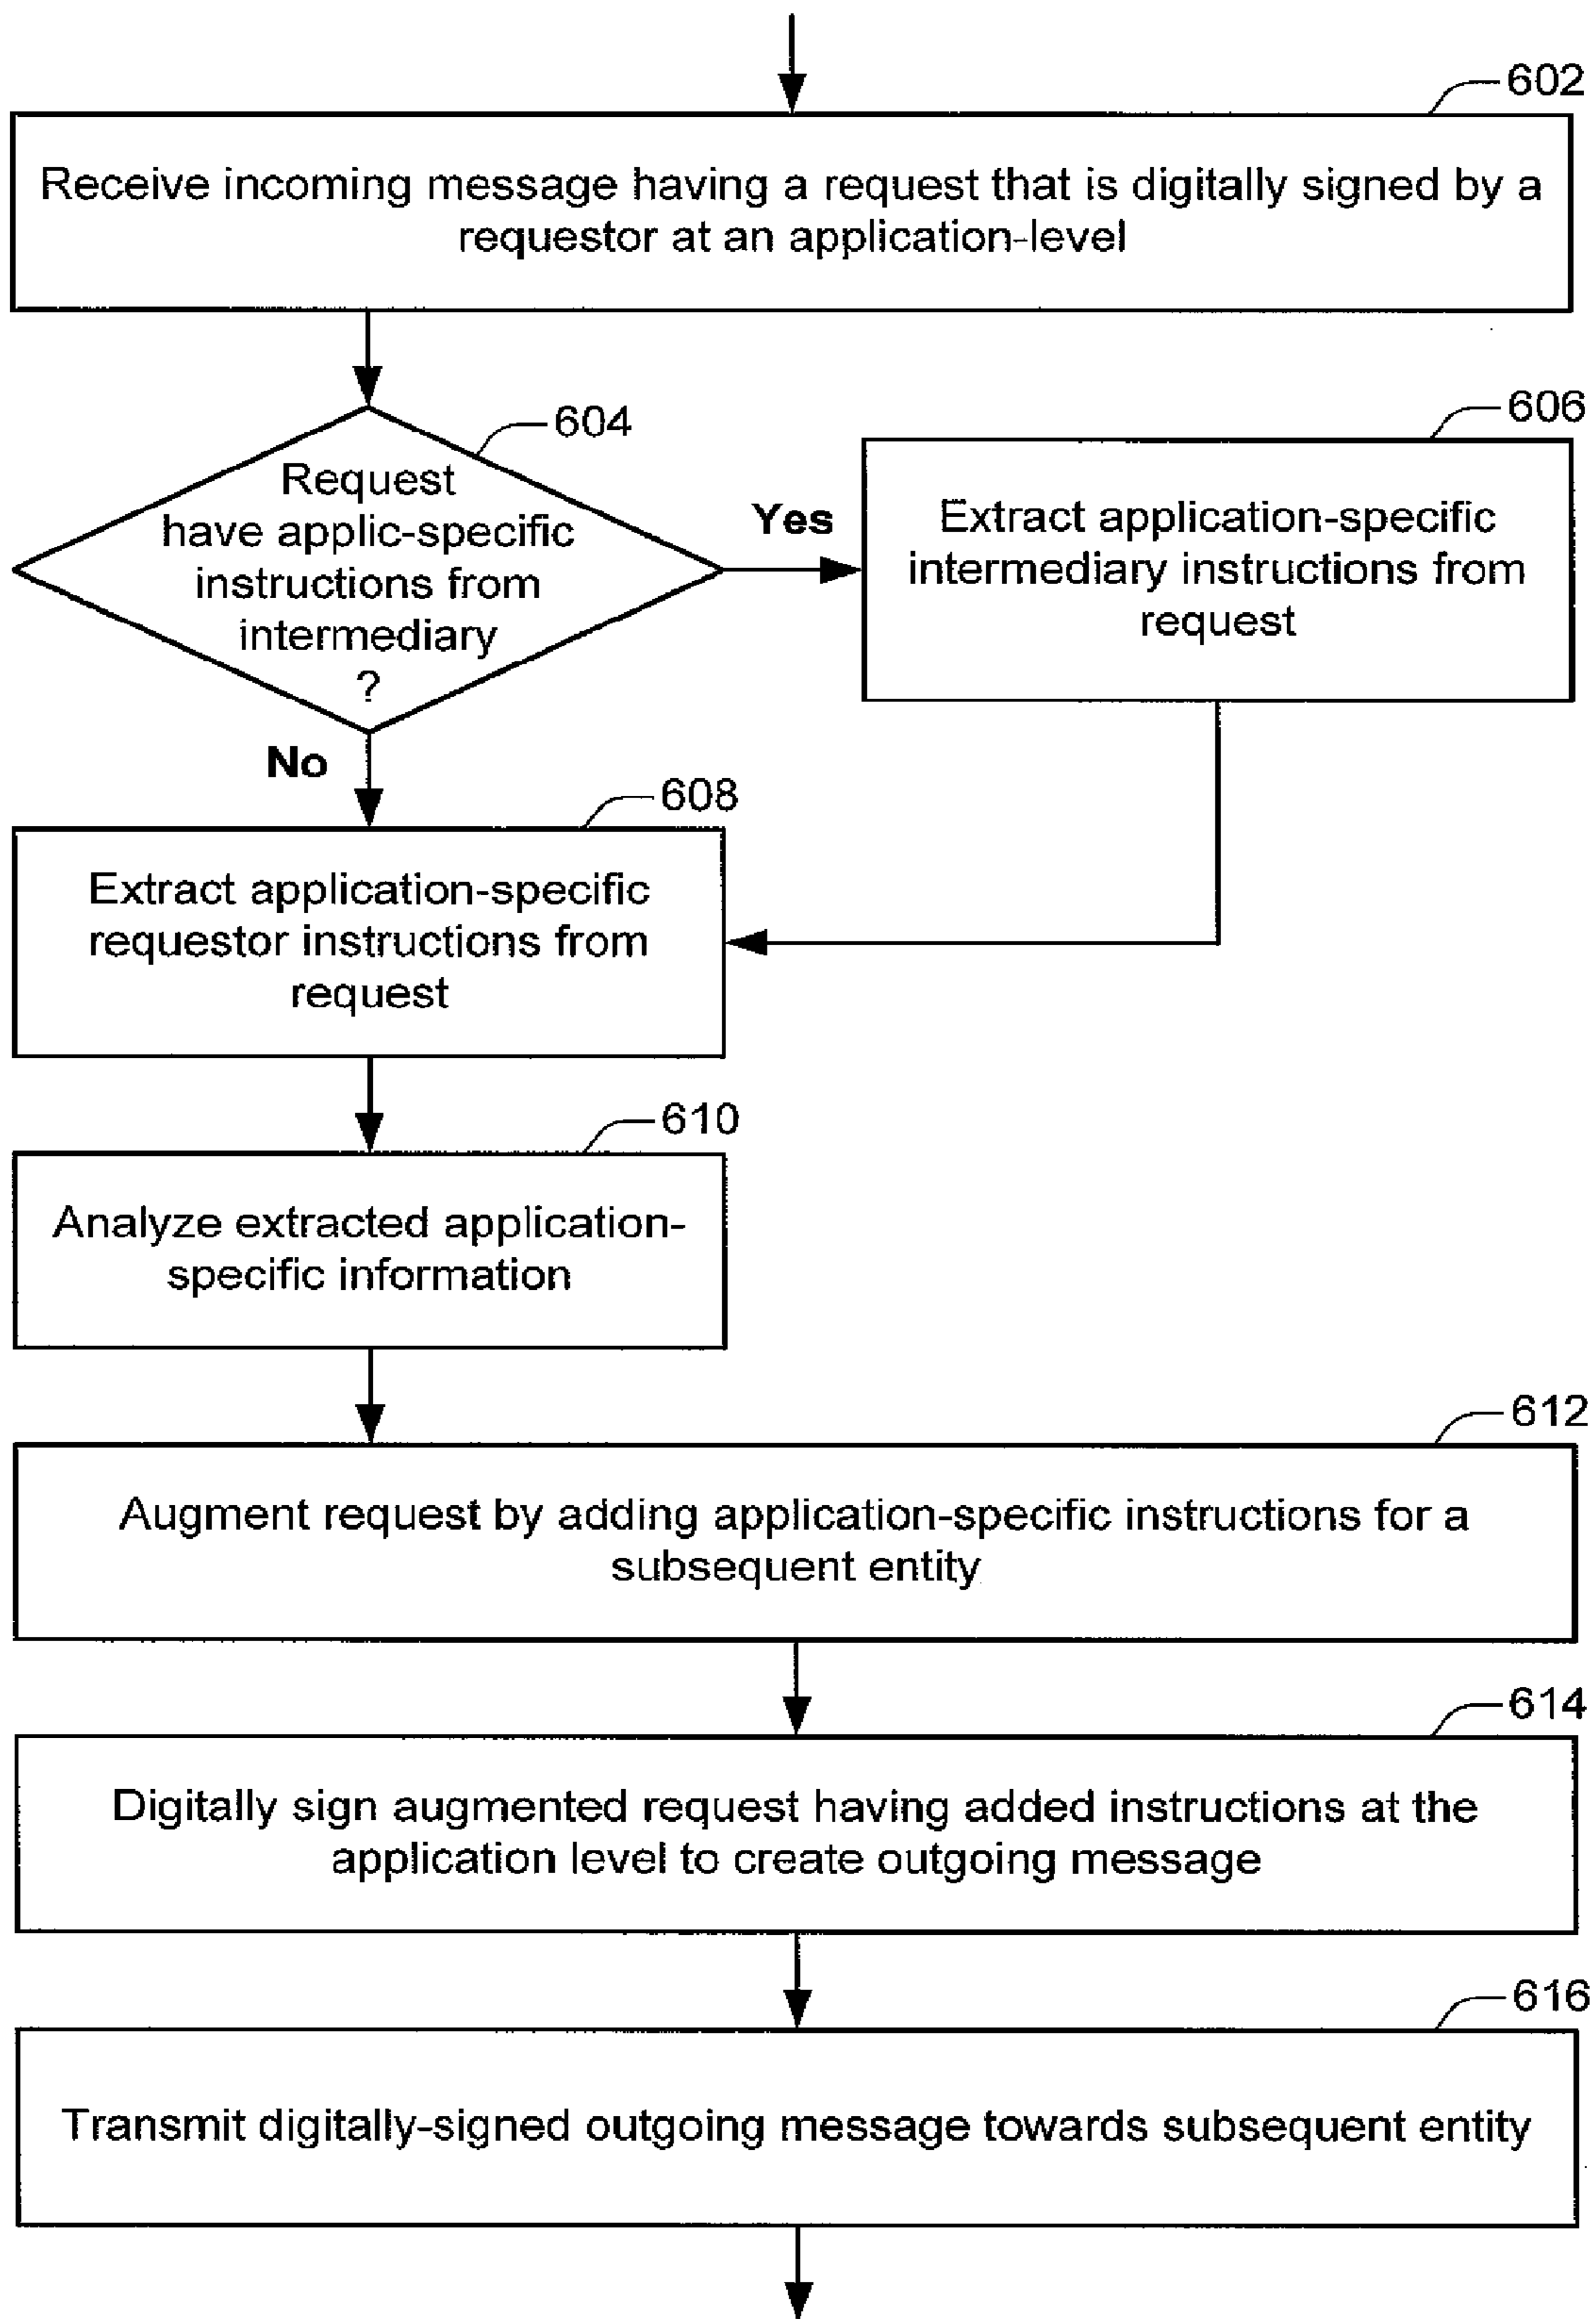 602
Receive incoming message having a request that is digitally signed by a
requestor at an application-level
604
Request
have applic-specific
instructions from
intermediary
?
Yes
606
Extract application-specific
intermediary instructions from
request
No
608
Extract application-specific
requestor instructions from
request
610
Analyze extracted application-
specific information
612
Augment request by adding application-specific instructions for a
subsequent entity
614
Digitally sign augmented request having added instructions at the
application level to create outgoing message
616
Transmit digitally-signed outgoing message towards subsequent entity